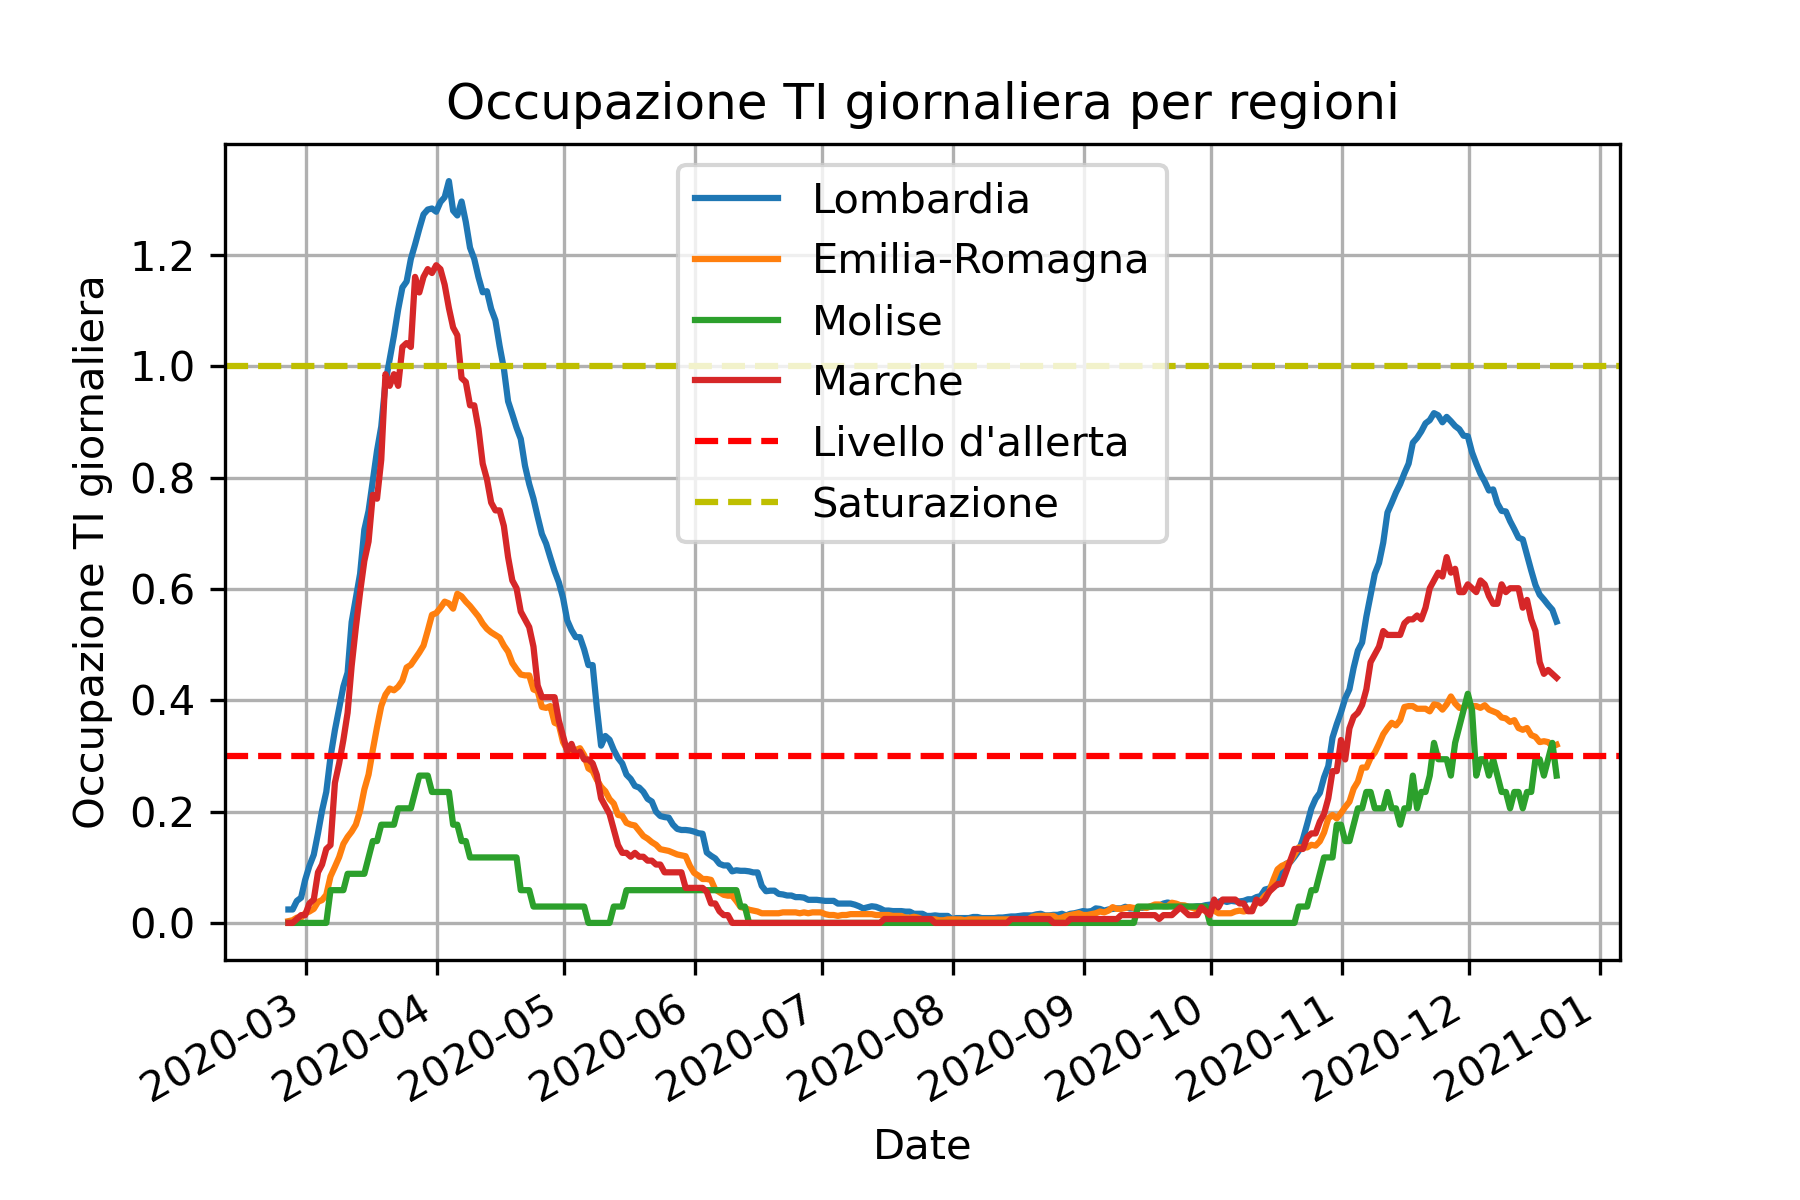 Occupazione TI giornaliera per regioni
Occupazione TI giornaliera
1.2
1.0
0.8
0.6
0.4
0.2
0.0
Lombardia
Emilia-Romagna
Molise
Marche
Livello d'allerta
Saturazione
2020-03
2020-04
2020-05
2020-06
2020-07
2020-08
2020-09
2020-10
2020-11
2020-12
2021-01
Date